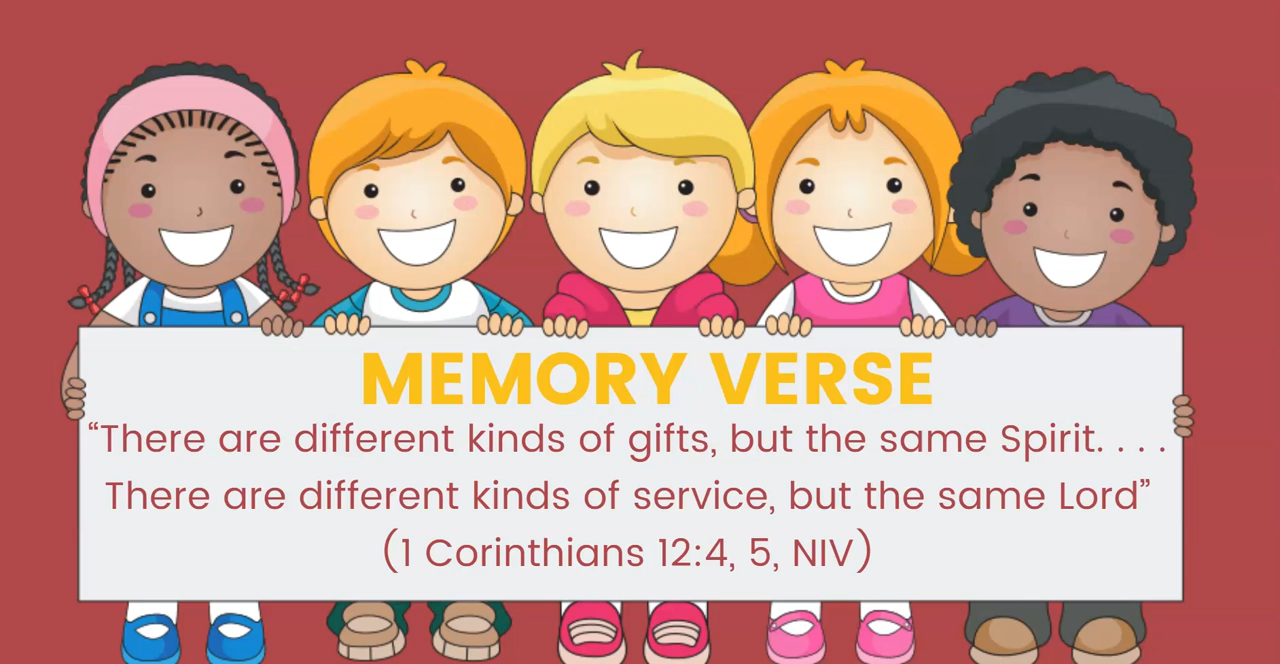 MEMORY VERSE
“There are different kinds of gifts, but the same Spirit. . . .
There are different kinds of service, but the same Lord”
(1 Corinthians 12:4, 5, NIV)